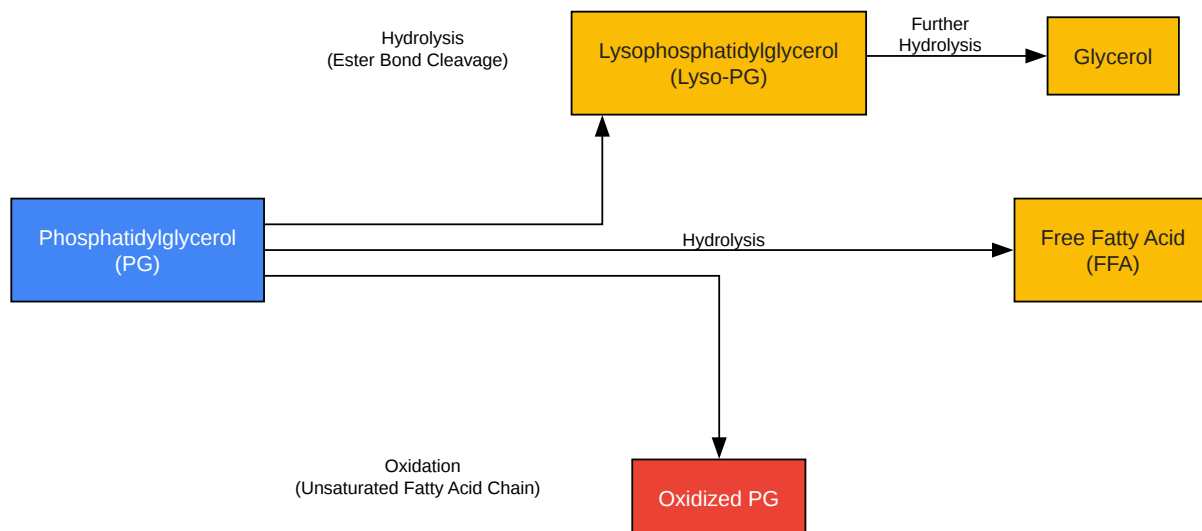 Hydrolysis
(Ester Bond Cleavage)
Lysophosphatidylglycerol
(Lyso-PG)
Further
Hydrolysis
Glycerol
Phosphatidylglycerol
(PG)
Hydrolysis
Free Fatty Acid
(FFA)
Oxidation
(Unsaturated Fatty Acid Chain)
Oxidized PG